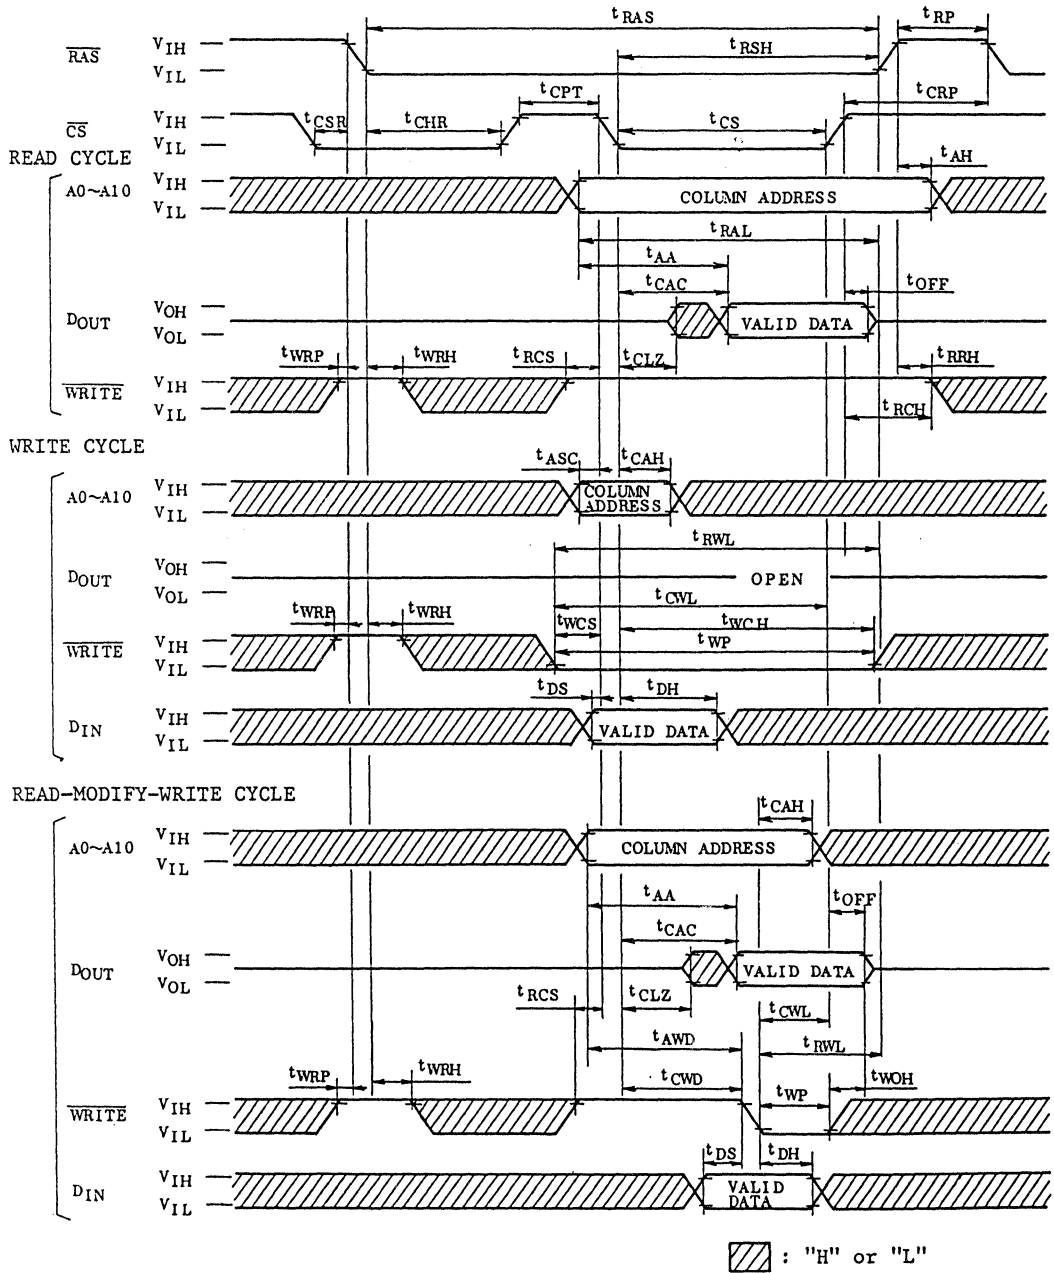 tRAS tRP
RAS VIH tRSH
VIL
tCPT tCRP
CS VIH tCSR tCHR tCS
VIL
READ CYCLE tAH
A0~A10 VIH COLUMN ADDRESS
VIL
tRAL
tAA
tCAC tOFF
DOUT VOH VALID DATA
VOL
tWRP tWRH tRCS tCLZ tRRH
WRITE VIH
VIL tRCH
WRITE CYCLE
tASC tCAH
A0~A10 VIH COLUMN
VIL ADDRESS
tRWL
DOUT VOH OPEN
VOL tCWL
tWRP tWRH tWCS tWCH
WRITE VIH tWP
VIL
tDS tDH
DIN VIH VALID DATA
VIL
READ-MODIFY-WRITE CYCLE
tCAH
A0~A10 VIH COLUMN ADDRESS
VIL
tAA tOFF
tCAC
DOUT VOH VALID DATA
VOL
tRCS tCLZ tCWL
tAWD tRWL
tWRP tWRH tCWD tWOH
WRITE VIH tWP
VIL
tDS tDH
DIN VIH VALID
VIL DATA
: "H" or "L"